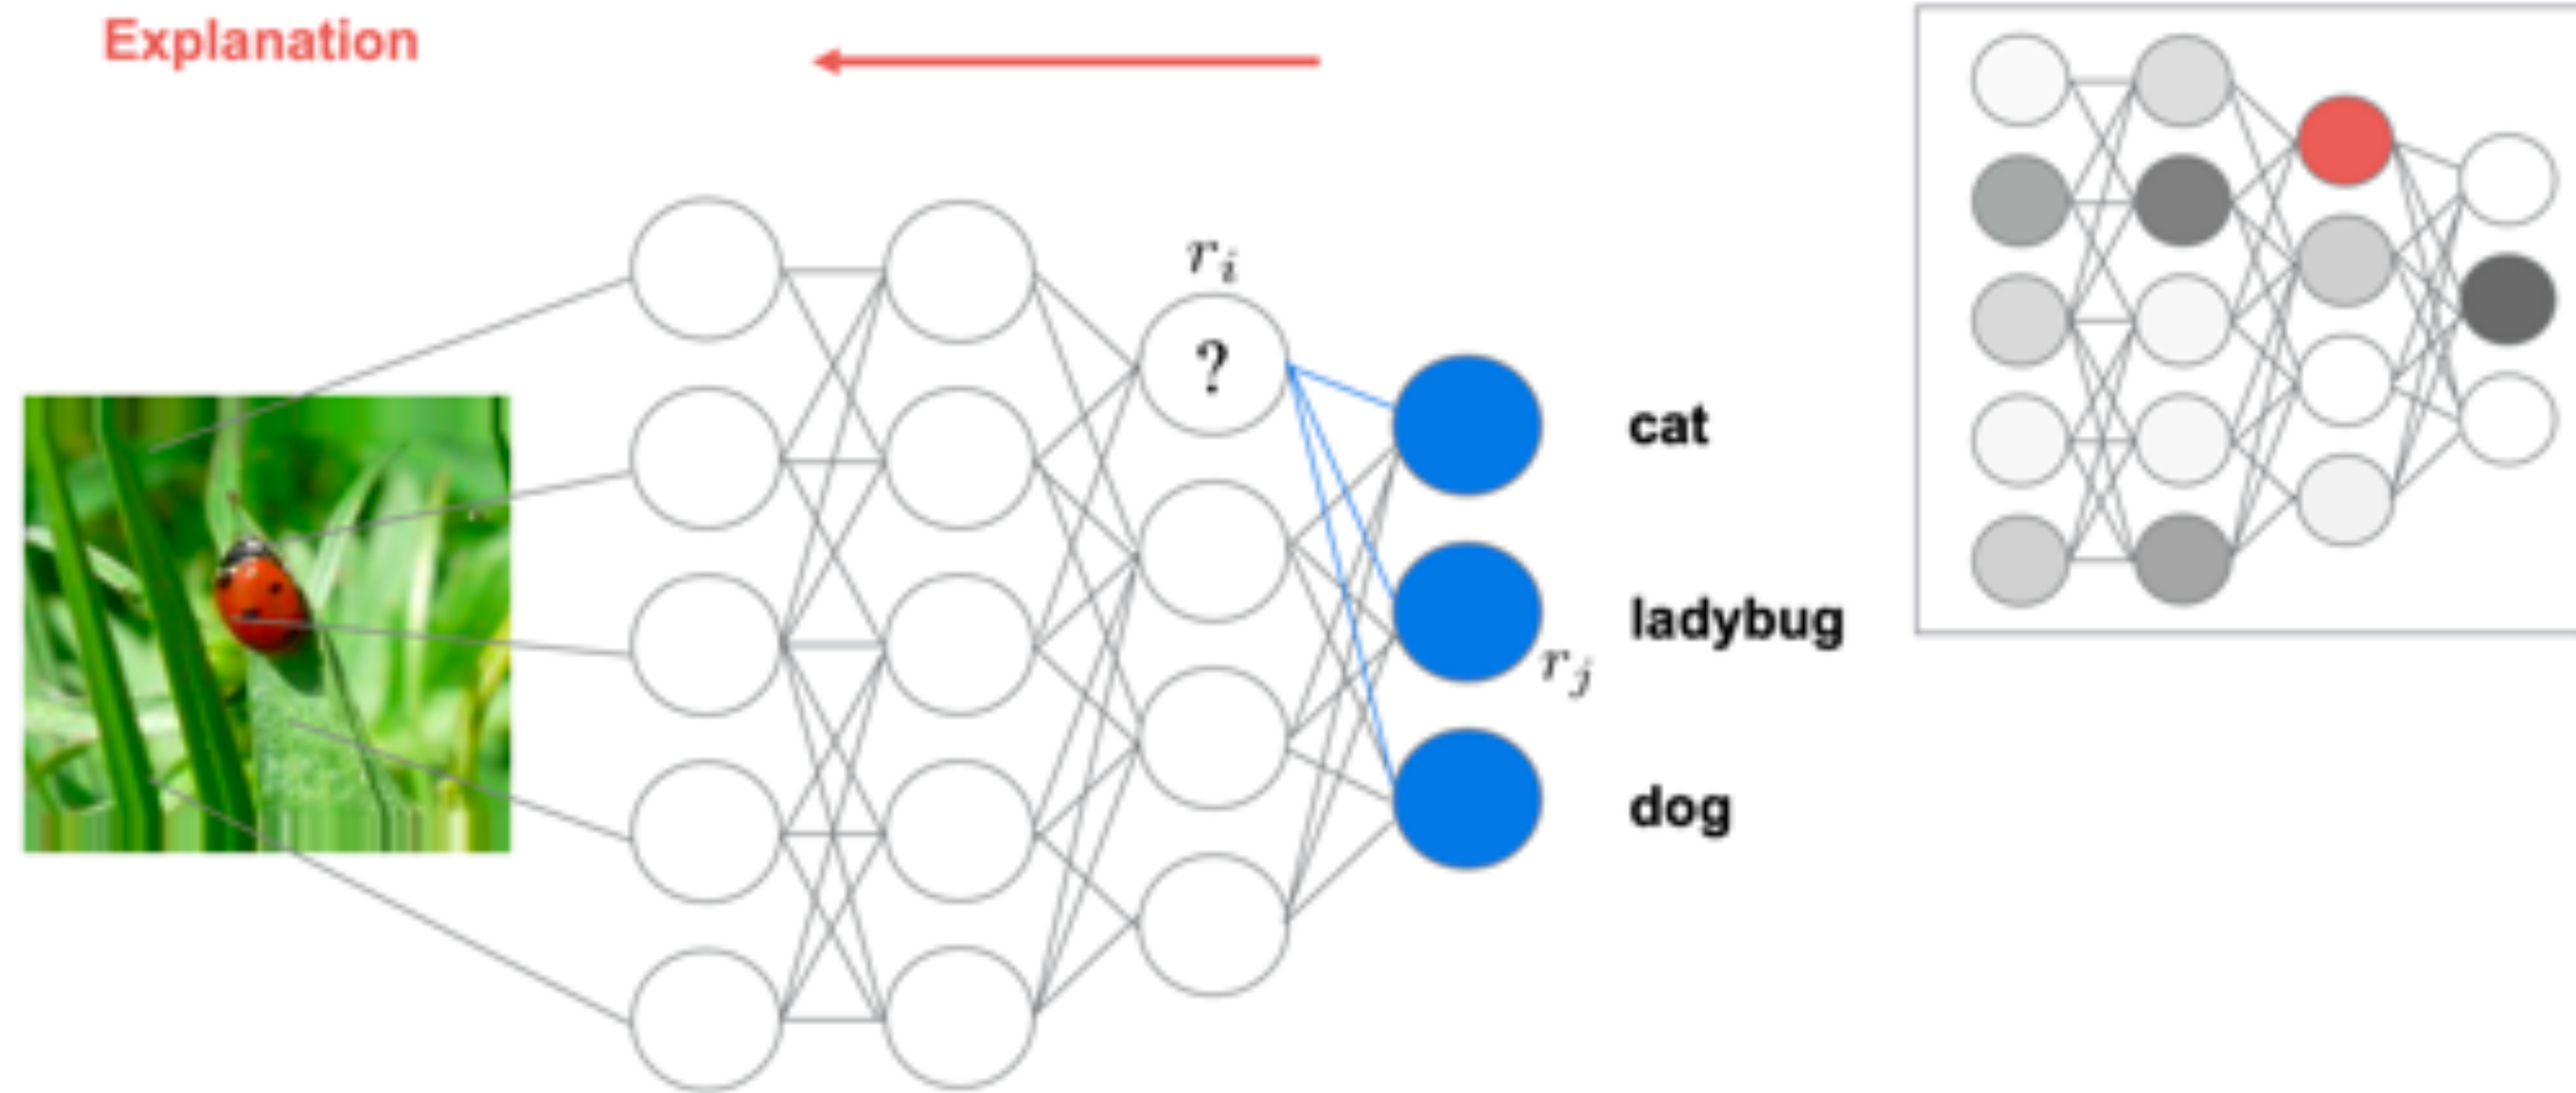 Explanation
r_i
?
cat
ladybug
r_j
dog